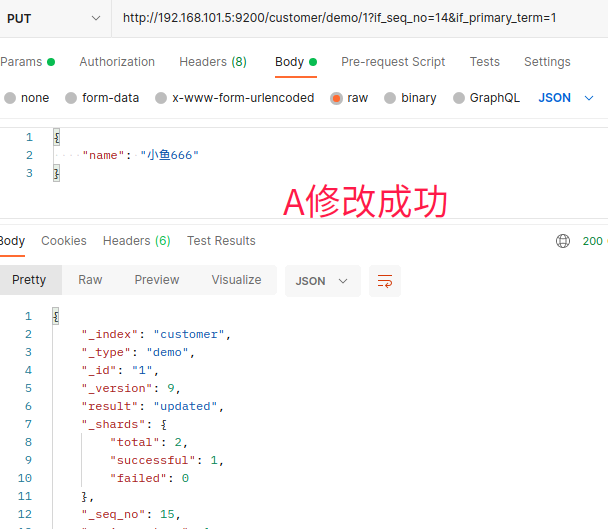 PUT http://192.168.101.5:9200/customer/demo/1?if_seq_no=14&if_primary_term=1
Params Authorization Headers (8) Body Pre-request Script Tests Settings
none form-data x-www-form-urlencoded raw binary GraphQL JSON
1 {
2 "name": "小鱼666"
3 }
A修改成功
Body Cookies Headers (6) Test Results 200
Pretty Raw Preview Visualize JSON
1 {
2 "_index": "customer",
3 "_type": "demo",
4 "_id": "1",
5 "_version": 9,
6 "result": "updated",
7 "_shards": {
8 "total": 2,
9 "successful": 1,
10 "failed": 0
11 },
12 "_seq_no": 15,